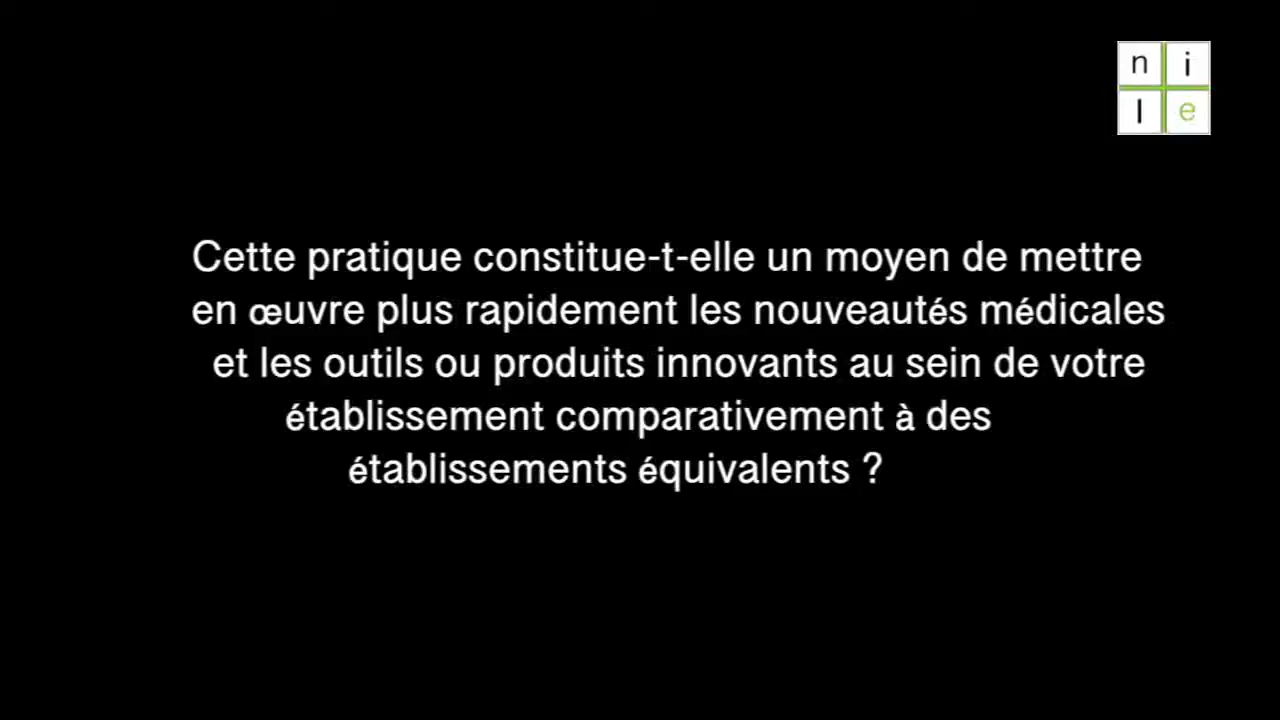 n i
l e
Cette pratique constitue-t-elle un moyen de mettre
en œuvre plus rapidement les nouveautés médicales
et les outils ou produits innovants au sein de votre
établissement comparativement à des
établissements équivalents ?